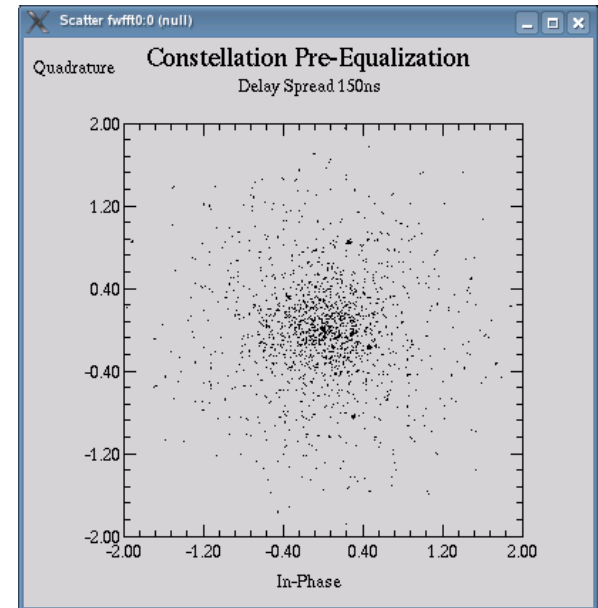 Scatter fwfft0:0 (null)
Constellation Pre-Equalization
Quadrature
Delay Spread 150ns
2.00
1.20
0.40
-0.40
-1.20
-2.00
-2.00 -1.20 -0.40 0.40 1.20 2.00
In-Phase